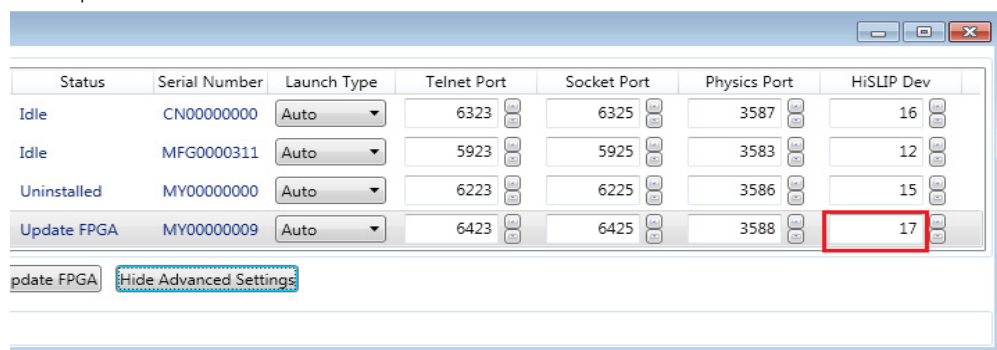 Status Serial Number Launch Type Telnet Port Socket Port Physics Port HiSLIP Dev
Idle CN00000000 Auto 6323 6325 3587 16
Idle MFG0000311 Auto 5923 5925 3583 12
Uninstalled MY00000000 Auto 6223 6225 3586 15
Update FPGA MY00000009 Auto 6423 6425 3588 17
pdate FPGA Hide Advanced Settings